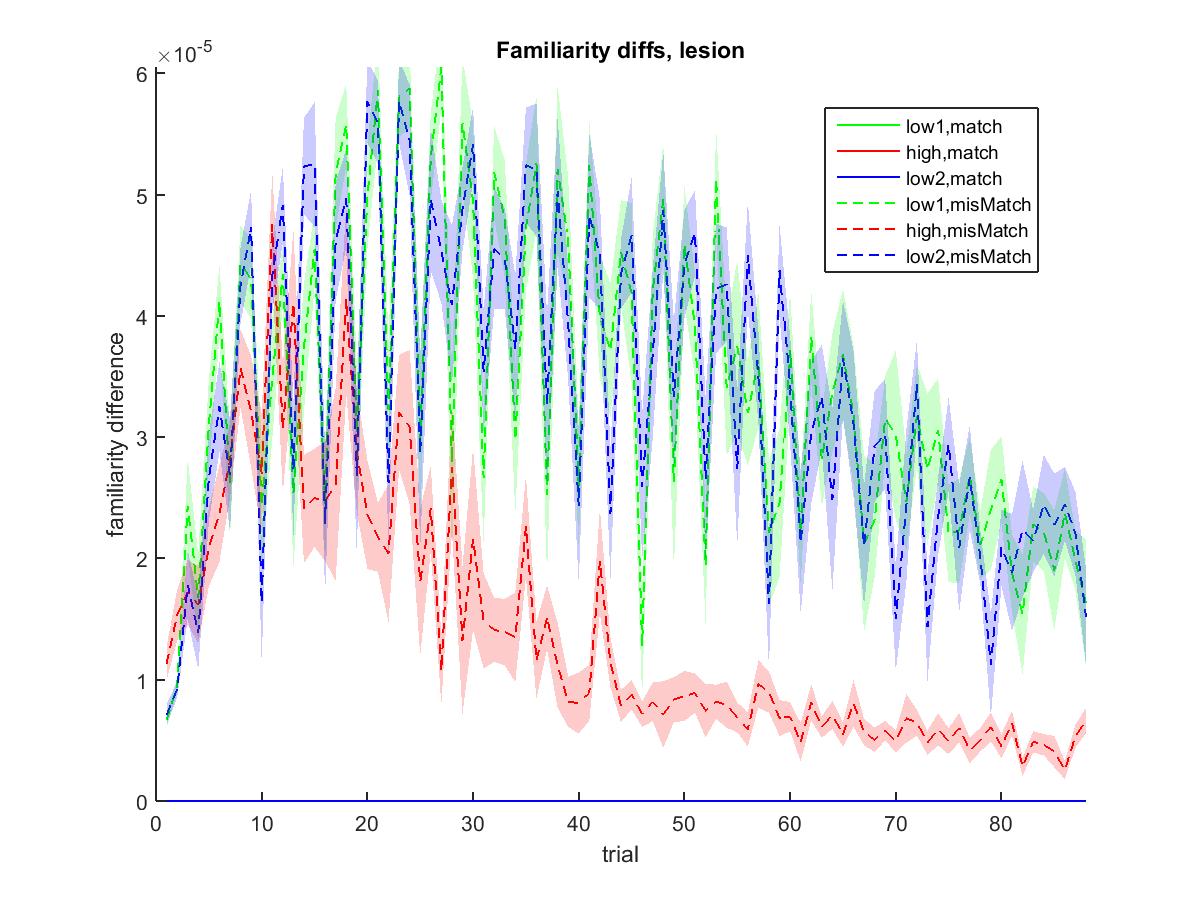 ×10-5
Familiarity diffs, lesion
6
5
4
3
2
1
0
familiarity difference
low1,match
high,match
low2,match
low1,misMatch
high,misMatch
low2,misMatch
0 10 20 30 40 50 60 70 80
trial